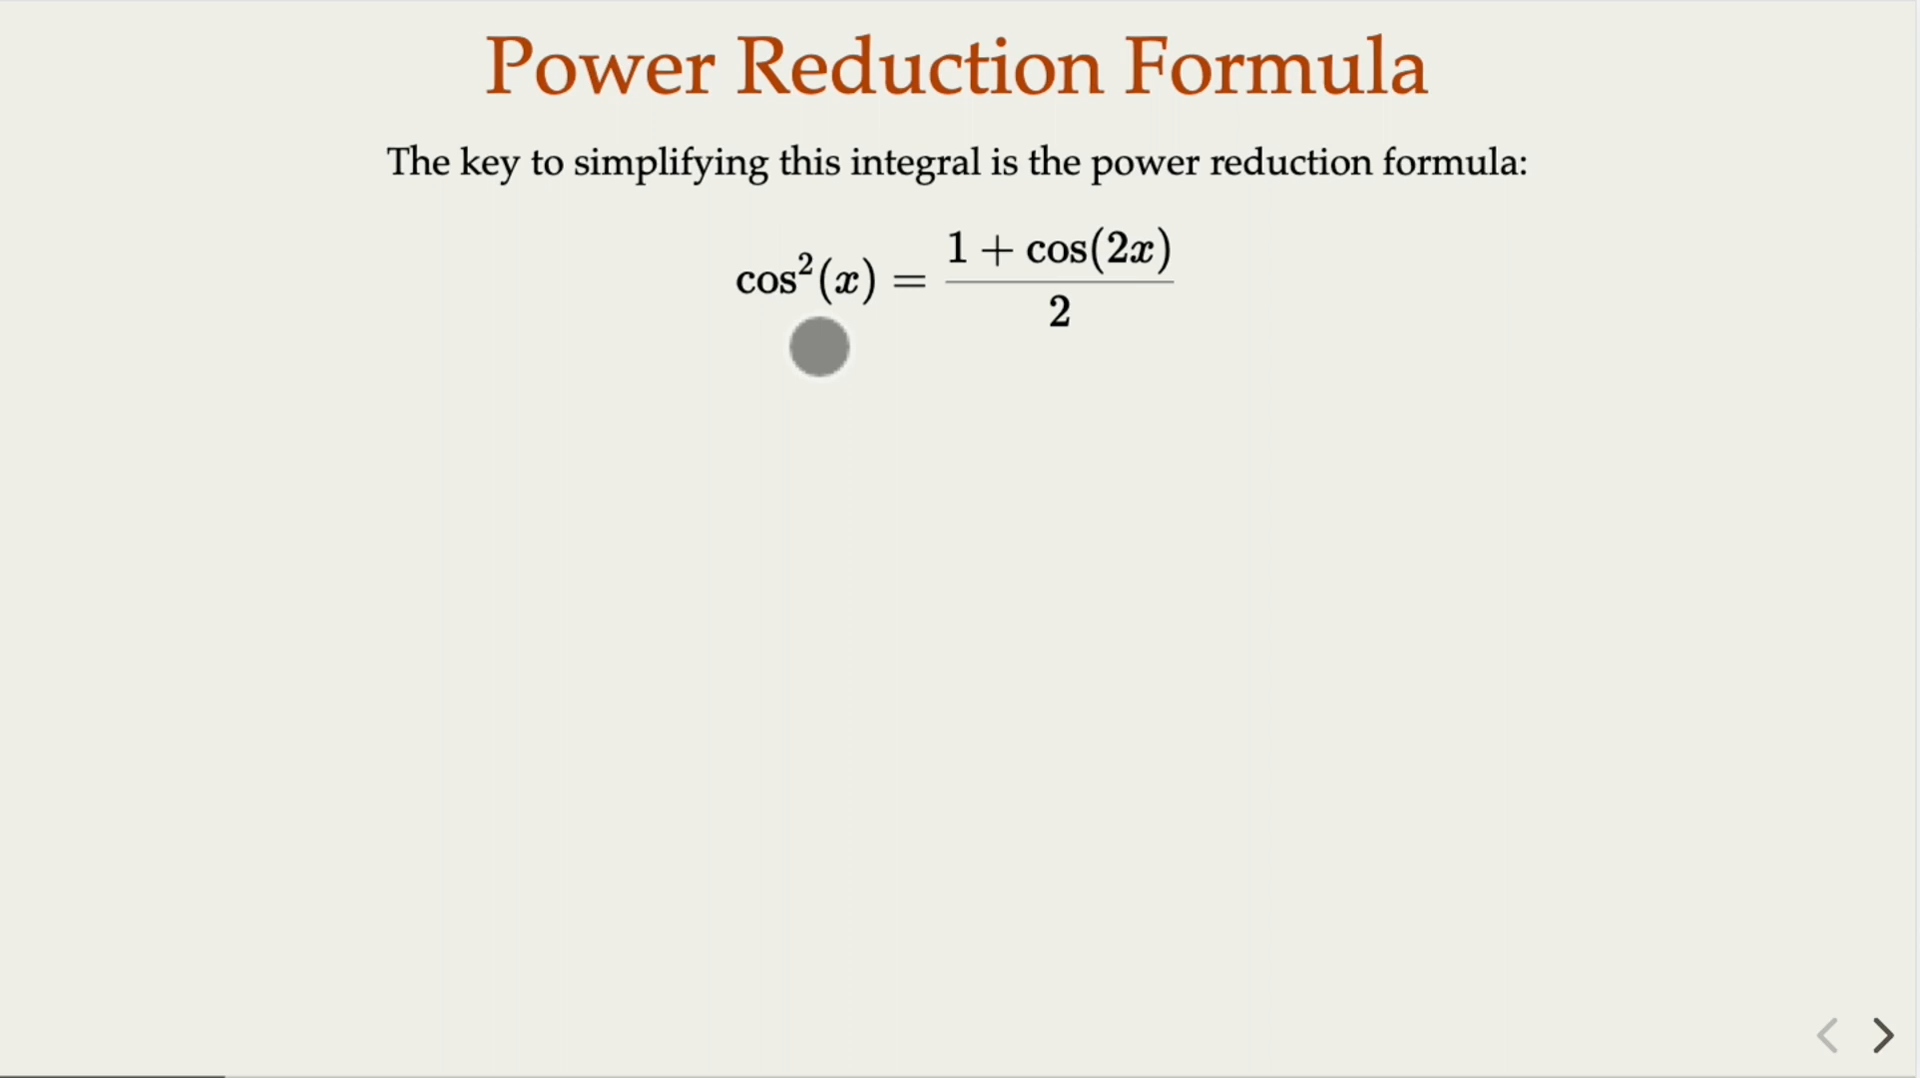 Power Reduction Formula
The key to simplifying this integral is the power reduction formula:
cos²(x) = (1 + cos(2x)) / 2